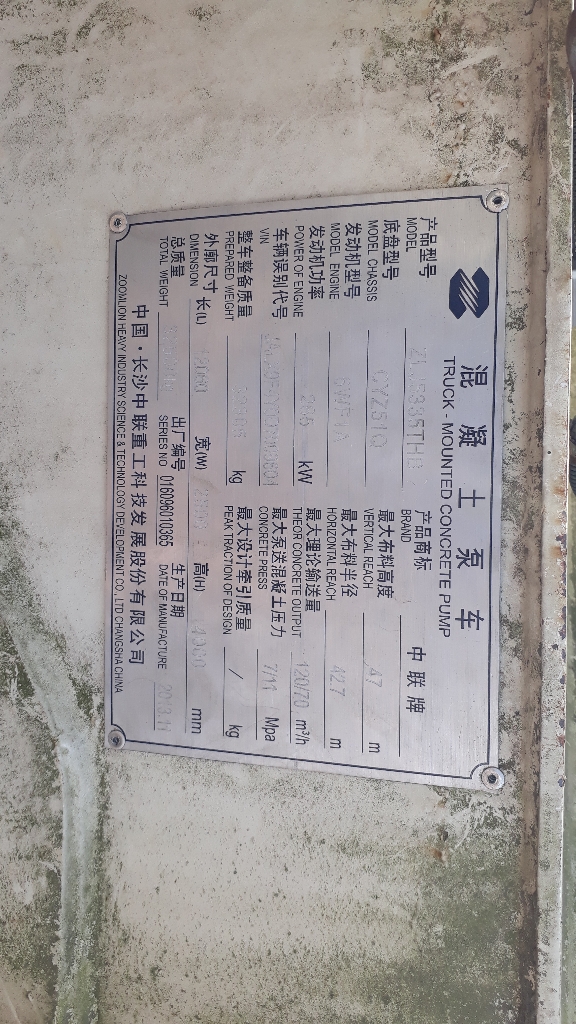 混凝土泵车
TRUCK - MOUNTED CONCRETE PUMP
产品型号 ZLJ5335THB 产品商标 中联牌
MODEL BRAND
底盘型号 CYZ51Q 最大布料高度 47 m
MODEL CHASSIS VERTICAL REACH
发动机型号 6WF1A 最大布料半径 42.7 m
MODEL ENGINE HORIZONTAL REACH
发动机功率 kW 最大理论输送量 120/70 m³/h
POWER OF ENGINE THEOR CONCRETE OUTPUT
车辆误别代号 最大泵送混凝土压力 7/11 Mpa
VIN CONCRETE PRESS
整车整备质量 kg 最大设计牵引质量 / kg
PREPARED WEIGHT PEAK TRACTION OF DESIGN
外廓尺寸 长(L) 宽(W) 高(H) mm
DIMENSION
总质量 出厂编号 016096010365 生产日期 2013.11
TOTAL WEIGHT SERIES NO DATE OF MANUFACTURE
中国·长沙中联重工科技发展股份有限公司
ZOOMLION HEAVY INDUSTRY SCIENCE & TECHNOLOGY DEVELOPMENT CO., LTD CHANGSHA CHINA